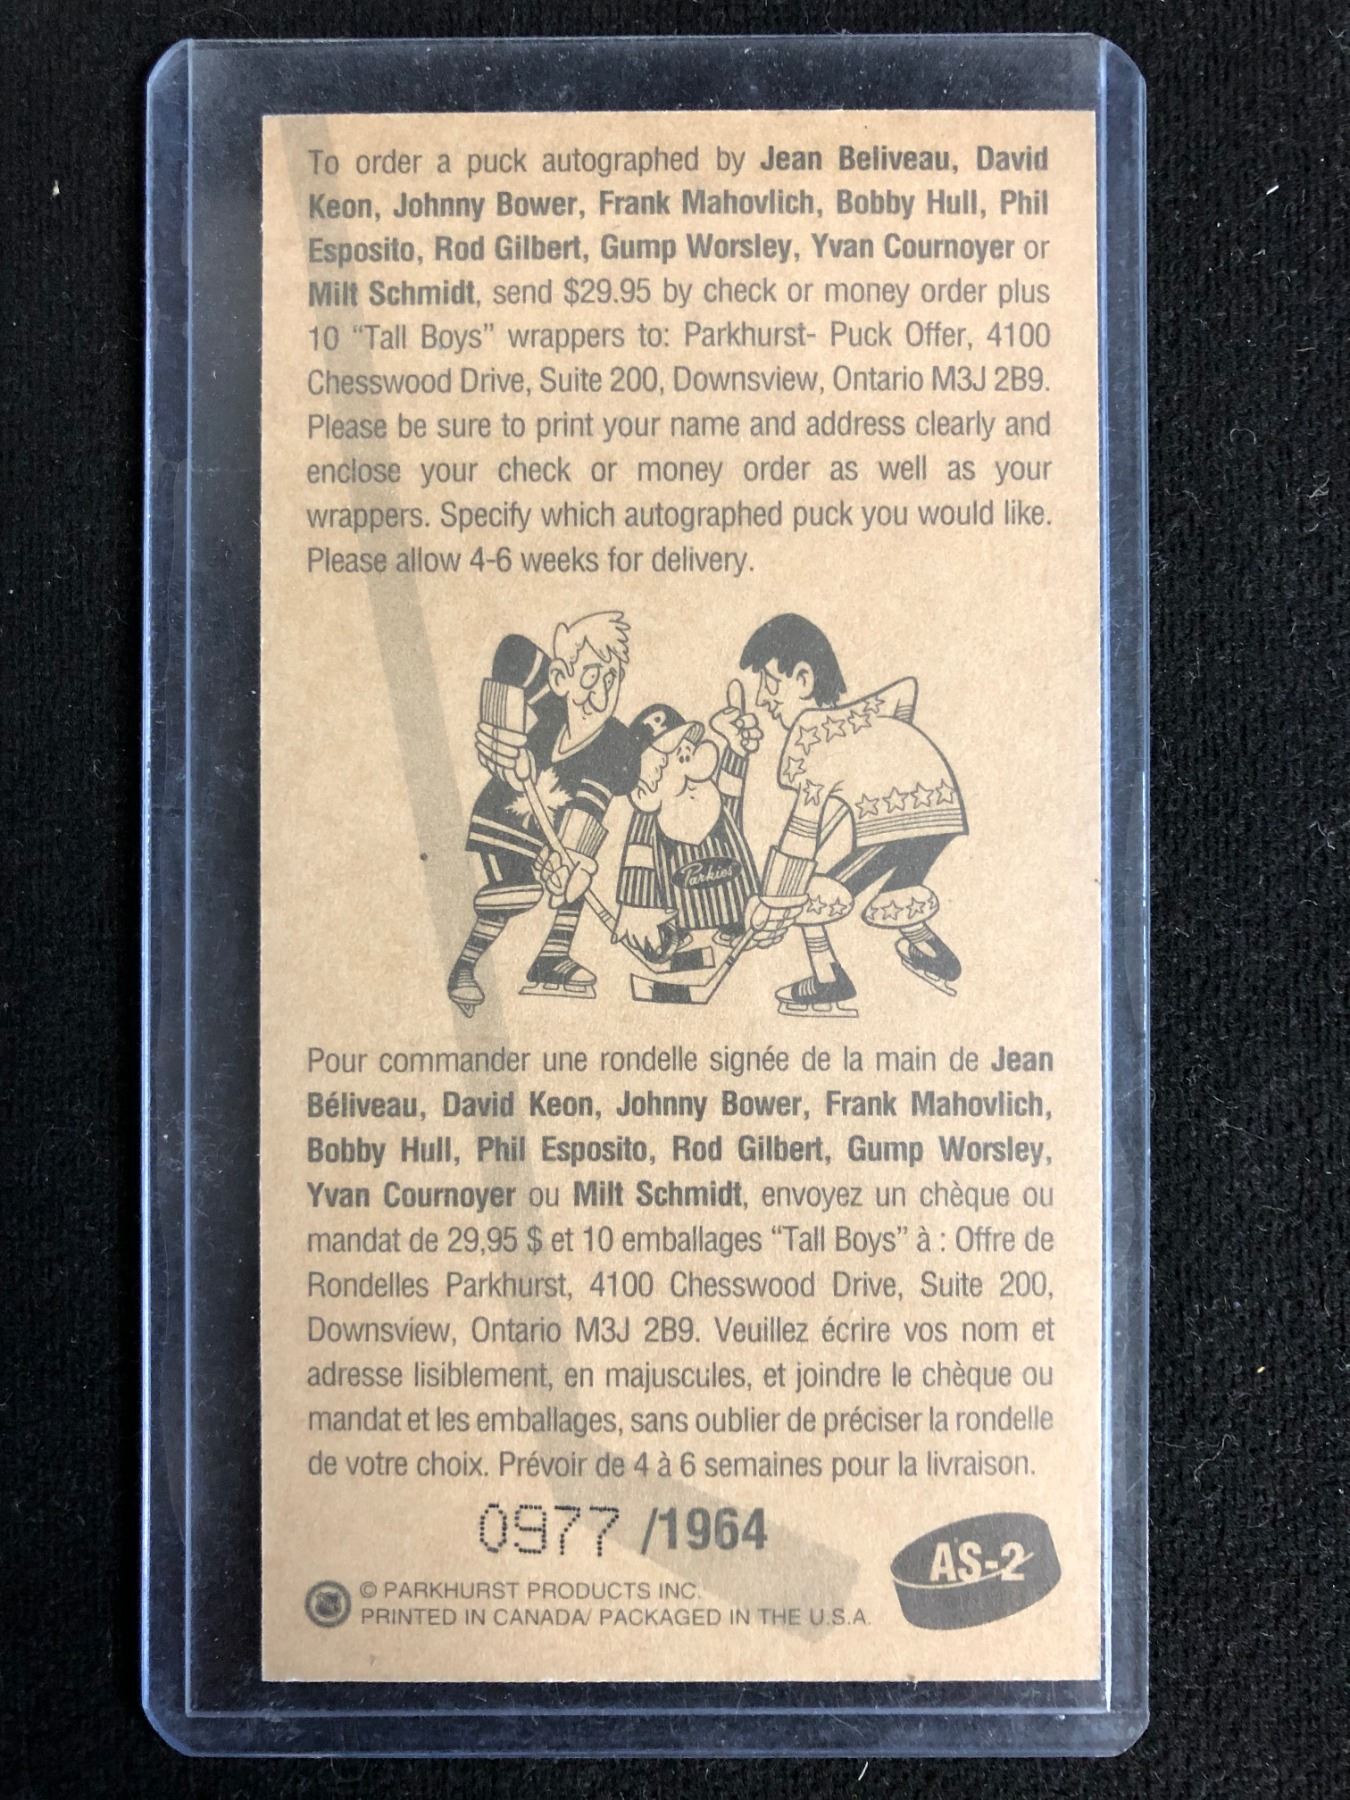 To order a puck autographed by Jean Beliveau, David
Keon, Johnny Bower, Frank Mahovlich, Bobby Hull, Phil
Esposito, Rod Gilbert, Gump Worsley, Yvan Cournoyer or
Milt Schmidt, send $29.95 by check or money order plus
10 “Tall Boys” wrappers to: Parkhurst- Puck Offer, 4100
Chesswood Drive, Suite 200, Downsview, Ontario M3J 2B9.
Please be sure to print your name and address clearly and
enclose your check or money order as well as your
wrappers. Specify which autographed puck you would like.
Please allow 4-6 weeks for delivery.
P
Parkies
Pour commander une rondelle signée de la main de Jean
Béliveau, David Keon, Johnny Bower, Frank Mahovlich,
Bobby Hull, Phil Esposito, Rod Gilbert, Gump Worsley,
Yvan Cournoyer ou Milt Schmidt, envoyez un chèque ou
mandat de 29,95 $ et 10 emballages “Tall Boys” à : Offre de
Rondelles Parkhurst, 4100 Chesswood Drive, Suite 200,
Downsview, Ontario M3J 2B9. Veuillez écrire vos nom et
adresse lisiblement, en majuscules, et joindre le chèque ou
mandat et les emballages, sans oublier de préciser la rondelle
de votre choix. Prévoir de 4 à 6 semaines pour la livraison.
0977 /1964
AS-2
© PARKHURST PRODUCTS INC.
PRINTED IN CANADA/ PACKAGED IN THE U.S.A.